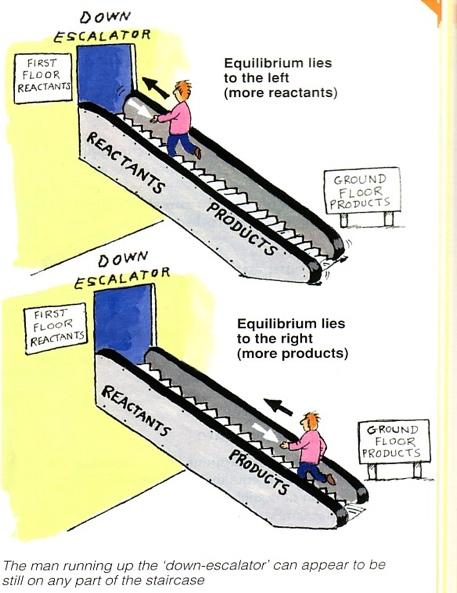 DOWN
ESCALATOR
FIRST
FLOOR
REACTANTS
Equilibrium lies
to the left
(more reactants)
REACTANTS
PRODUCTS
GROUND
FLOOR
PRODUCTS
DOWN
ESCALATOR
FIRST
FLOOR
REACTANTS
Equilibrium lies
to the right
(more products)
REACTANTS
PRODUCTS
GROUND
FLOOR
PRODUCTS
The man running up the 'down-escalator' can appear to be
still on any part of the staircase